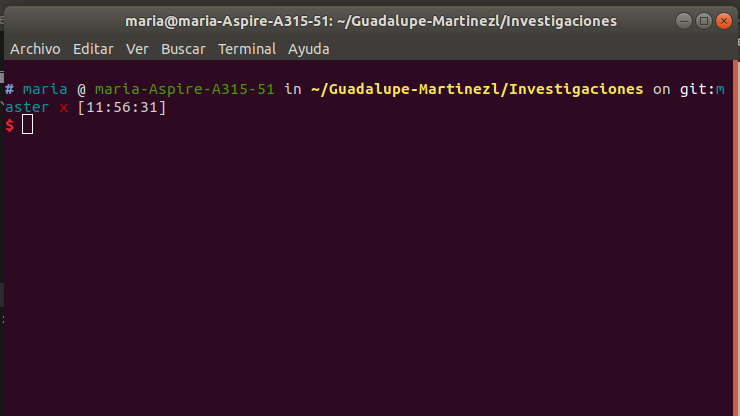 maria@maria-Aspire-A315-51: ~/Guadalupe-Martinezl/Investigaciones
Archivo Editar Ver Buscar Terminal Ayuda
# maria @ maria-Aspire-A315-51 in ~/Guadalupe-Martinezl/Investigaciones on git:m
aster x [11:56:31]
$